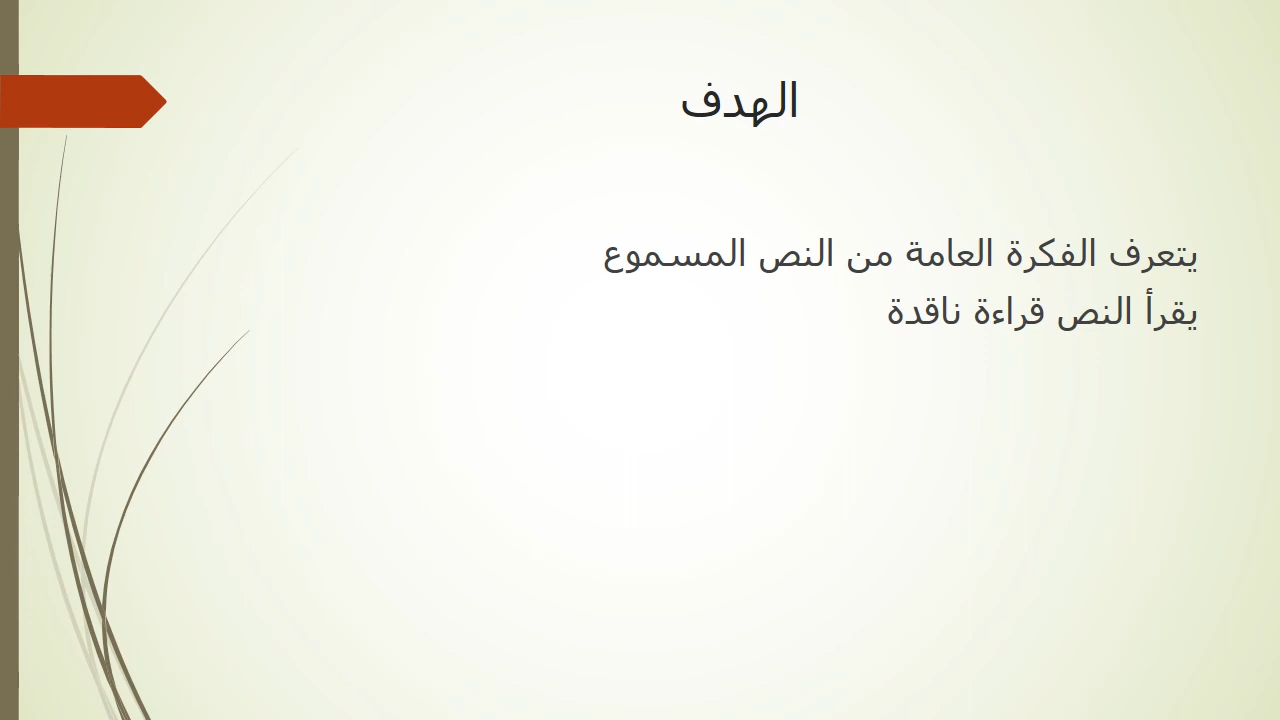 الهدف
يتعرف الفكرة العامة من النص المسموع
يقرأ النص قراءة ناقدة